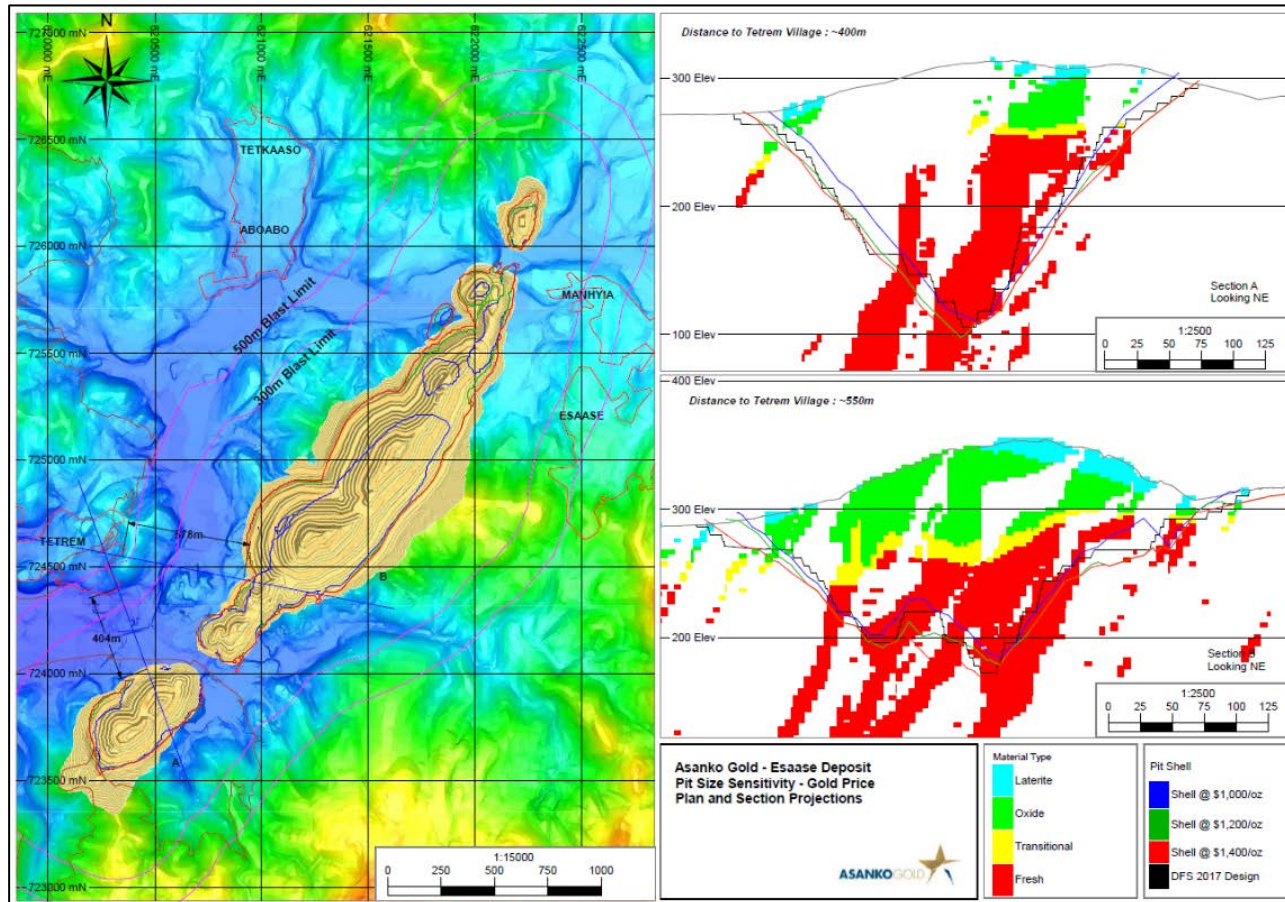 N
727000 mN
726500 mN
726000 mN
725500 mN
725000 mN
724500 mN
724000 mN
723500 mN
723000 mN
620000 mE
620500 mE
621000 mE
621500 mE
622000 mE
622500 mE
TETKAASO
ABOABO
MANHYIA
500m Blast Limit
300m Blast Limit
ESAASE
TETREM
578m
404m
B
A
1:15000
0 250 500 750 1000
Distance to Tetrem Village : ~400m
300 Elev
200 Elev
100 Elev
Section A
Looking NE
1:2500
0 25 50 75 100 125
400 Elev
Distance to Tetrem Village : ~550m
300 Elev
200 Elev
Section B
Looking NE
1:2500
0 25 50 75 100 125
Asanko Gold - Esaase Deposit
Pit Size Sensitivity - Gold Price
Plan and Section Projections
ASANKO GOLD
Material Type
Laterite
Oxide
Transitional
Fresh
Pit Shell
Shell @ $1,000/oz
Shell @ $1,200/oz
Shell @ $1,400/oz
DFS 2017 Design